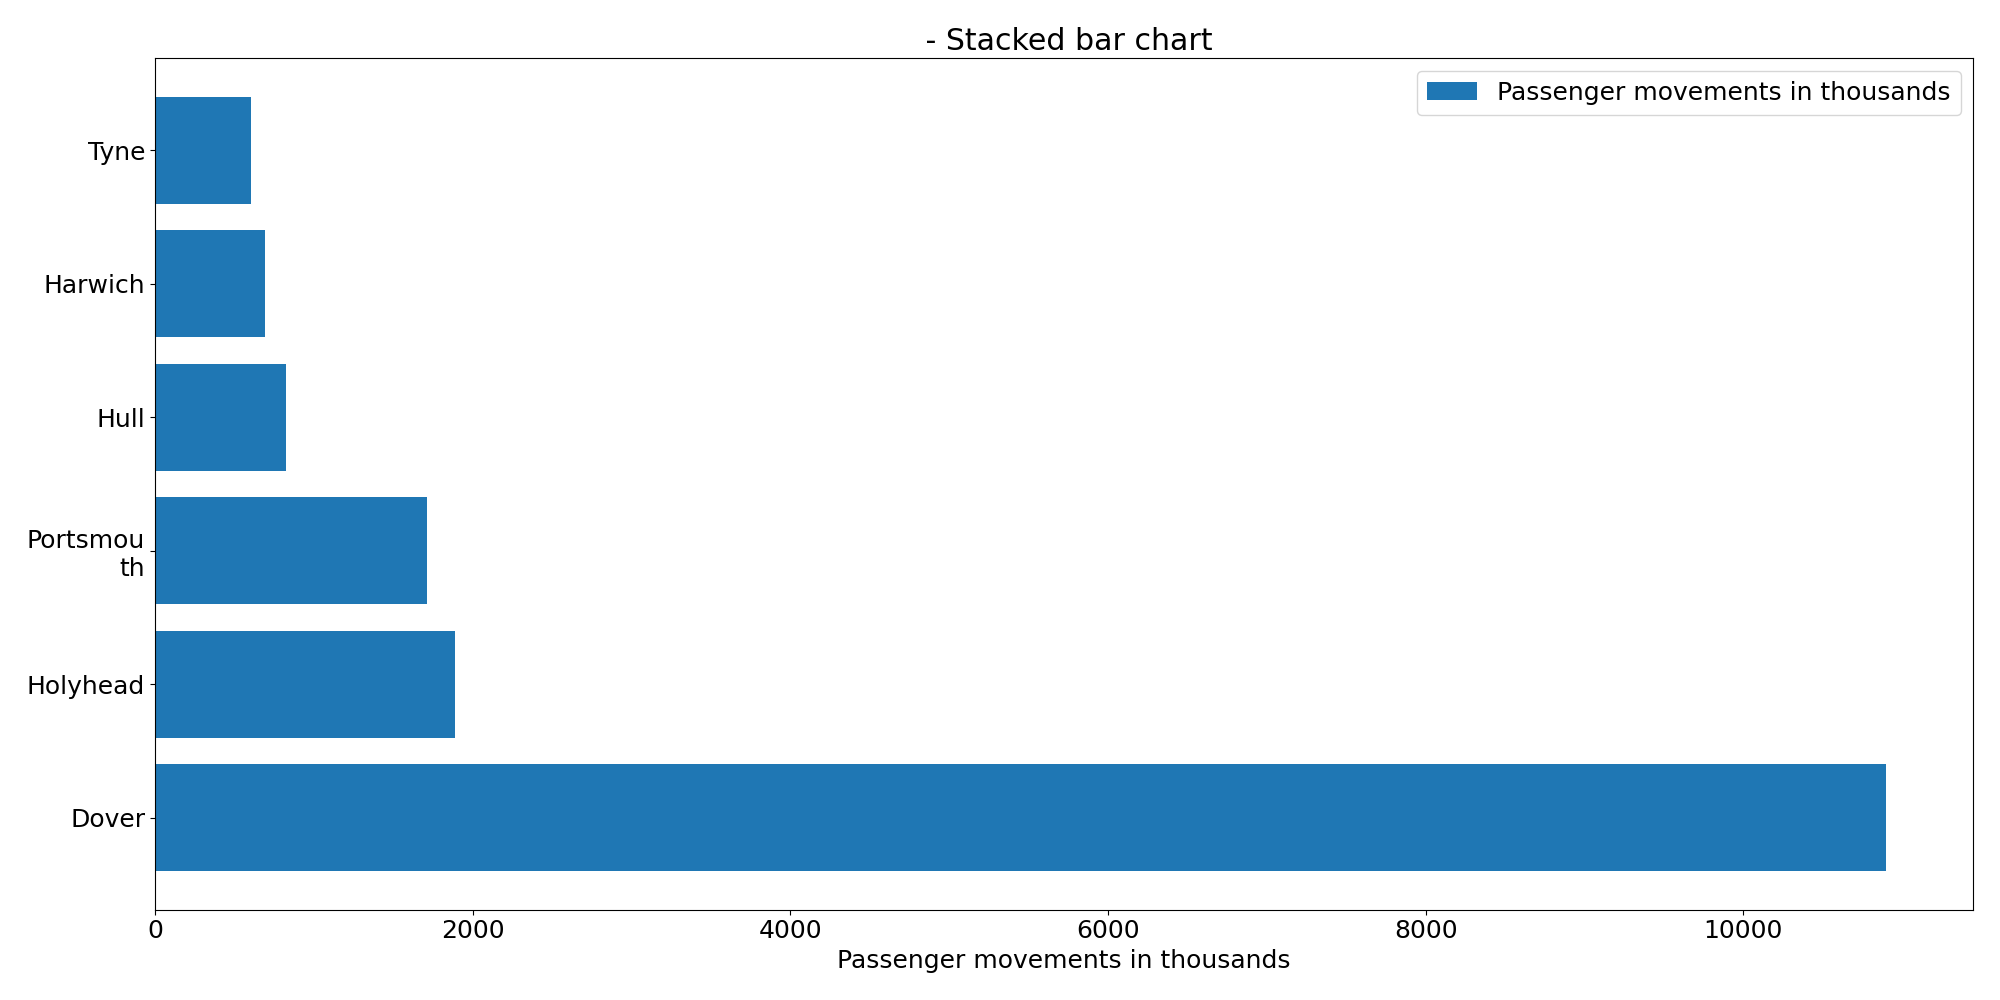 - Stacked bar chart
Passenger movements in thousands
Tyne
Harwich
Hull
Portsmou
th
Holyhead
Dover
0 2000 4000 6000 8000 10000
Passenger movements in thousands